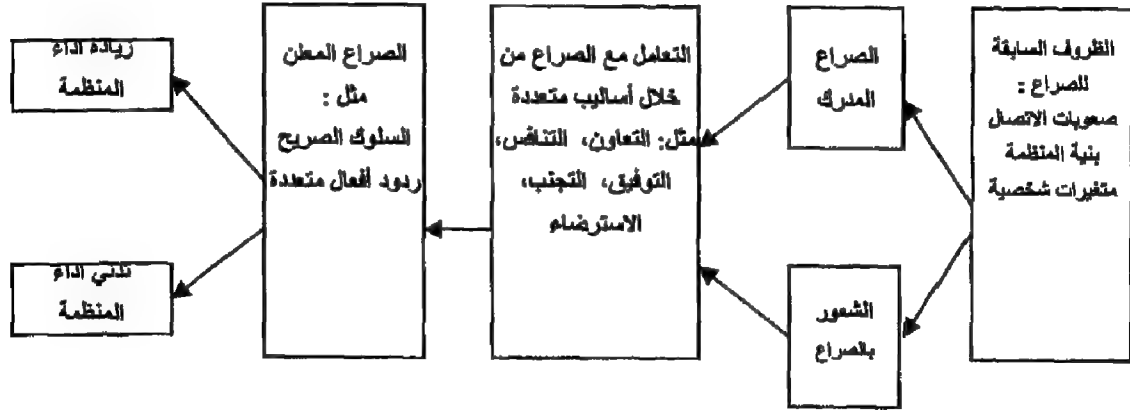 الظروف السابقة
للصراع :
صعوبات الاتصال
بنية المنظمة
متغيرات شخصية
الصراع
المدرك
الشعور
بالصراع
التعامل مع الصراع من
خلال أساليب متعددة
مثل: التعاون، التنافس،
التوفيق، التجنب،
الاسترضاء
الصراع المعلن
مثل :
السلوك الصريح
ردود أفعال متعددة
زيادة اداء
المنظمة
تدني اداء
المنظمة